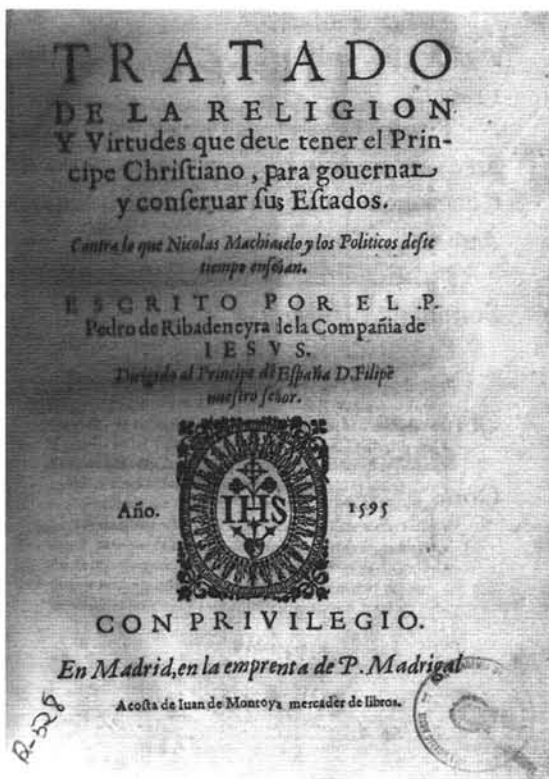 TRATADO
DE LA RELIGION
Y Virtudes que deve tener el Prin-
cipe Chriſtiano, para gouernar
y conſeruar ſus Eſtados.
Contra lo que Nicolas Machiauelo y los Politicos deſte
tiempo enſeñan.
ESCRITO POR EL .P.
Pedro de Ribadeneyra de la Compañia de
IESVS.
Dirigido al Principe de Eſpaña D. Filipe
nueſtro ſeñor.
IHS
Año. 1595
CON PRIVILEGIO.
En Madrid, en la emprenta de P. Madrigal
Acoſta de Iuan de Montoya mercader de libros.
R-528